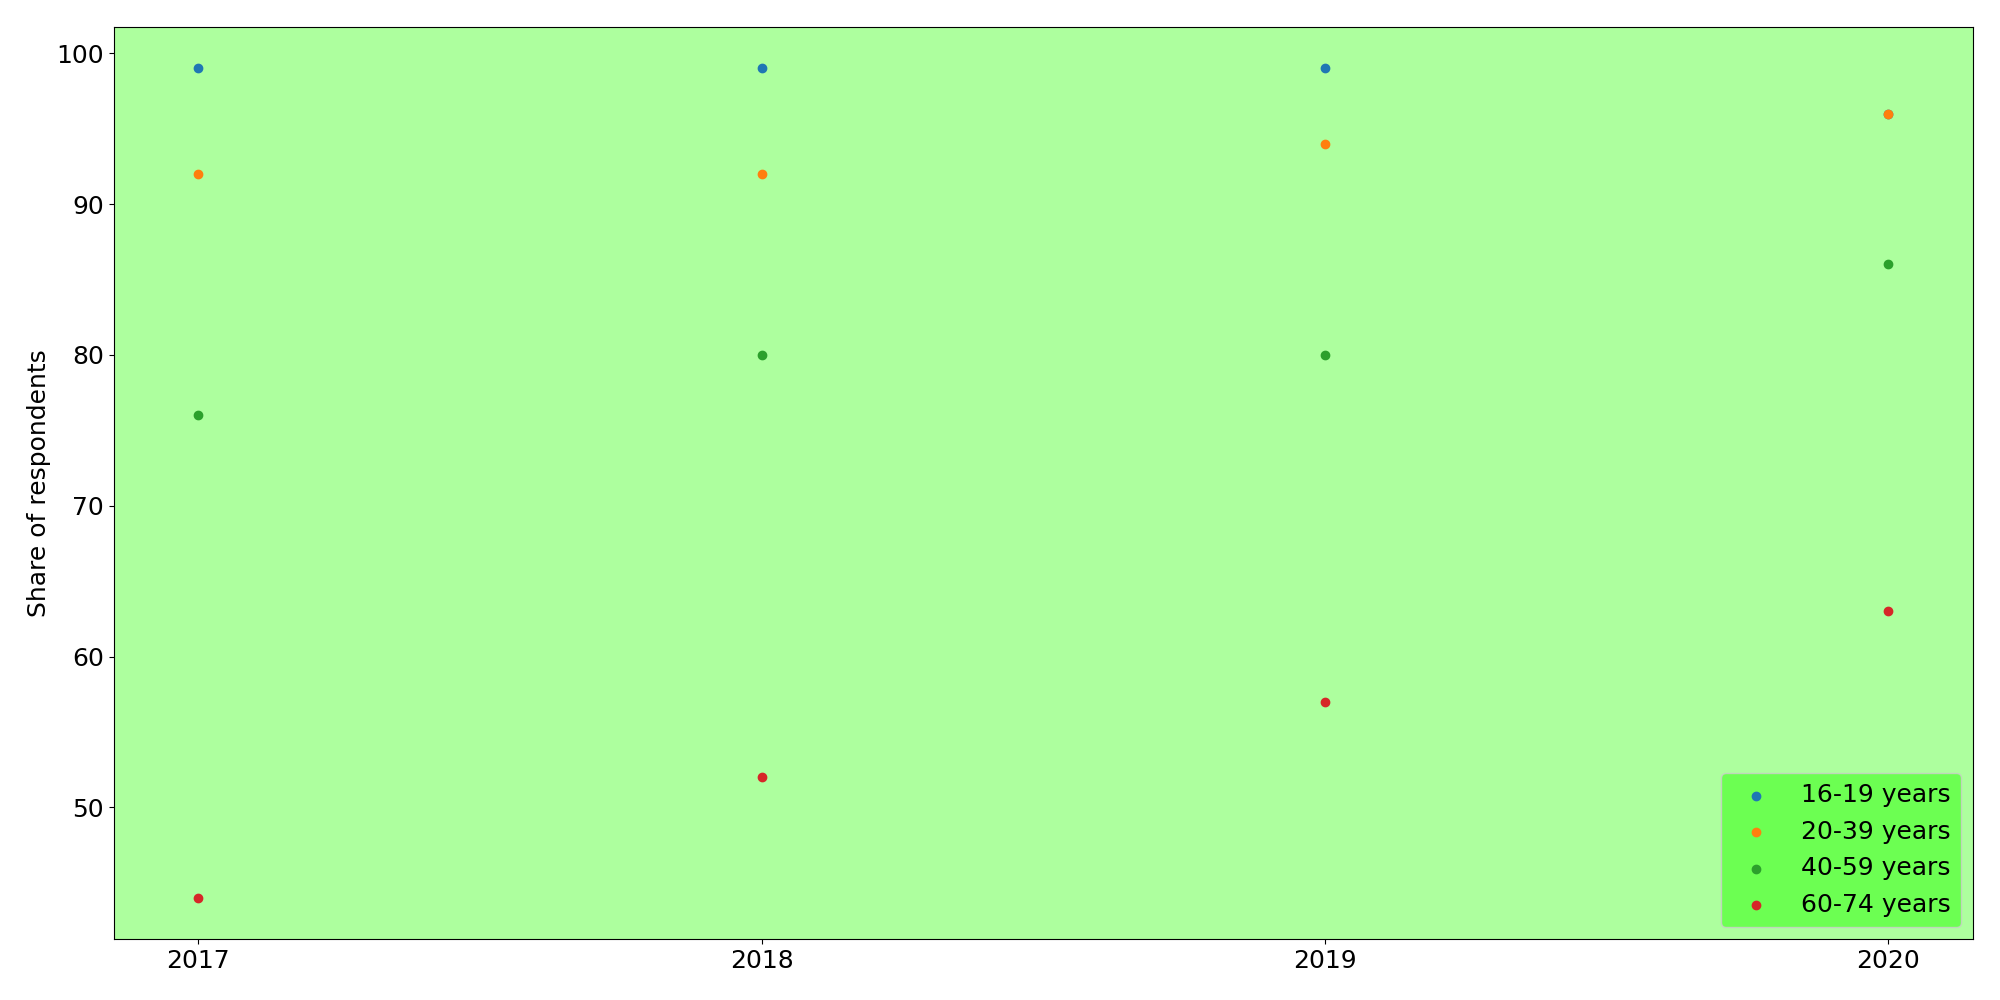 100
90
80
70
60
50
Share of respondents
2017 2018 2019 2020
16-19 years
20-39 years
40-59 years
60-74 years